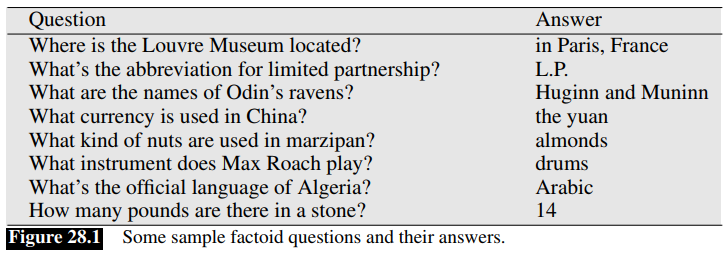 Question Answer
Where is the Louvre Museum located? in Paris, France
What's the abbreviation for limited partnership? L.P.
What are the names of Odin's ravens? Huginn and Muninn
What currency is used in China? the yuan
What kind of nuts are used in marzipan? almonds
What instrument does Max Roach play? drums
What's the official language of Algeria? Arabic
How many pounds are there in a stone? 14
Figure 28.1 Some sample factoid questions and their answers.